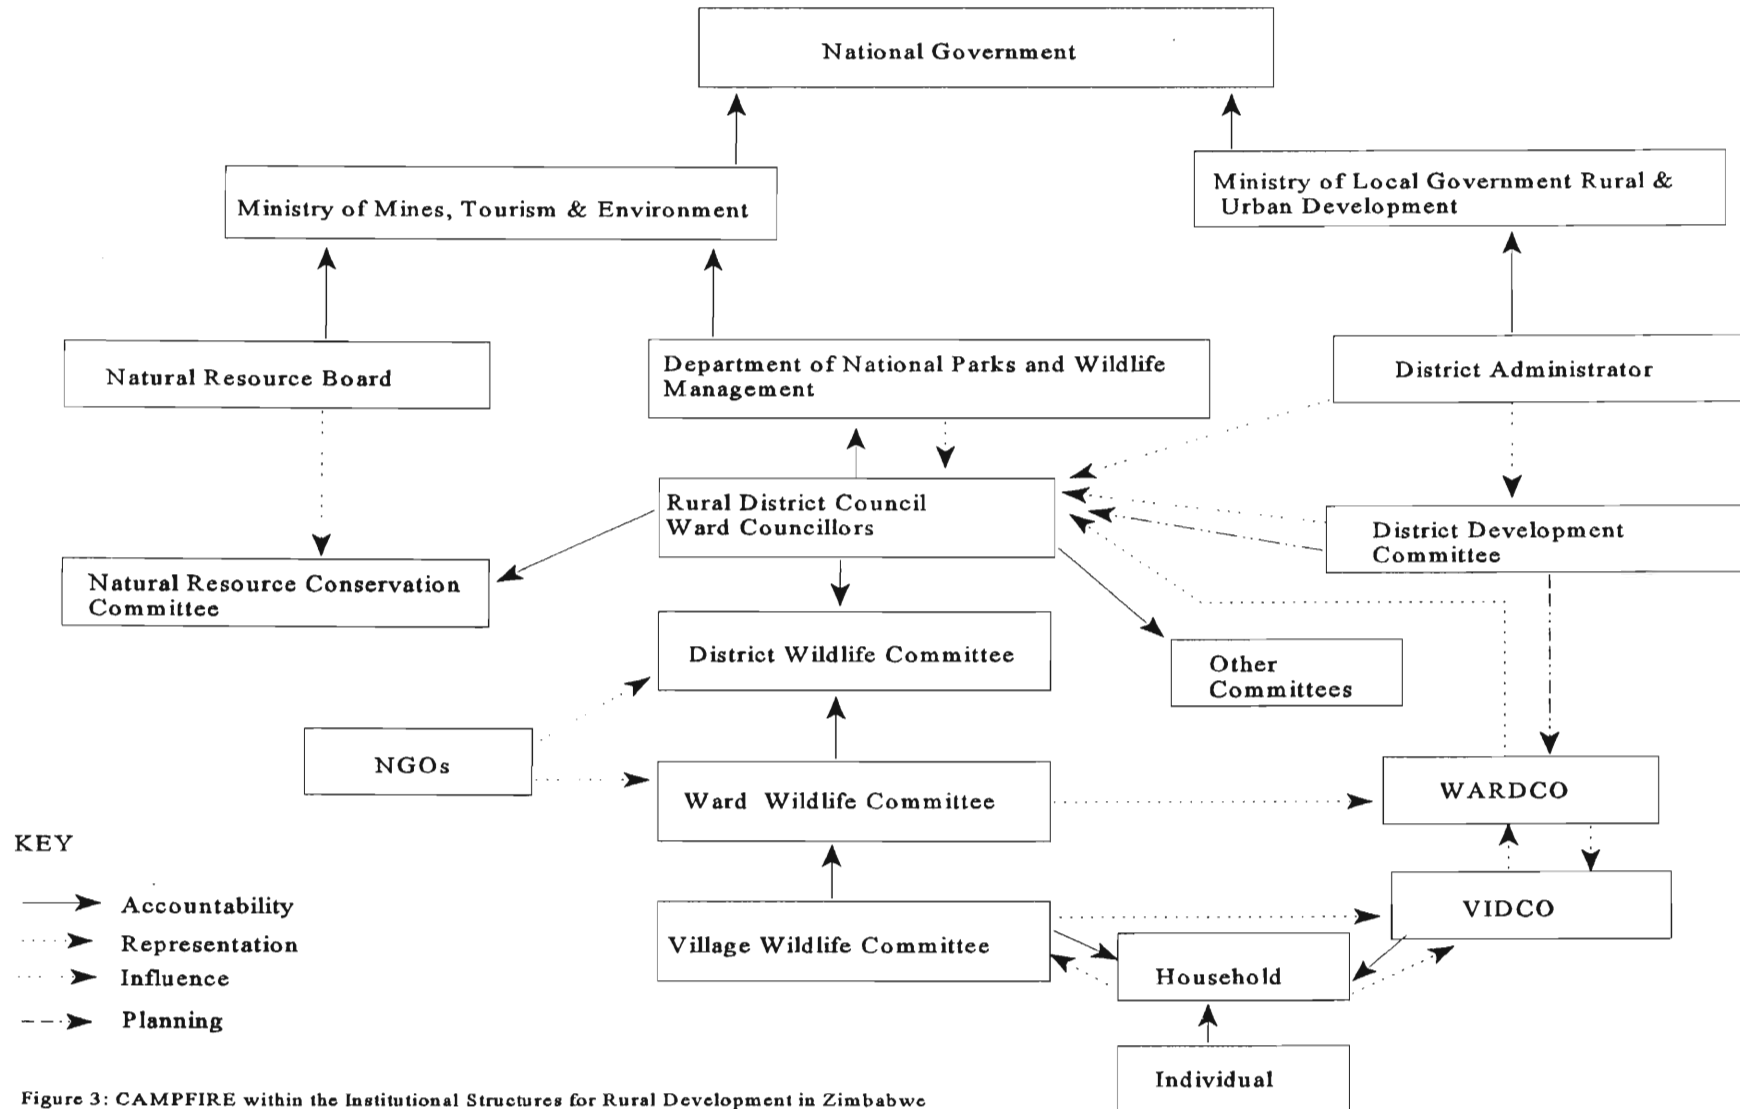 National Government
Ministry of Mines, Tourism & Environment
Ministry of Local Government Rural &
Urban Development
Natural Resource Board
Department of National Parks and Wildlife
Management
District Administrator
Rural District Council
Ward Councillors
District Development
Committee
Natural Resource Conservation
Committee
District Wildlife Committee
Other
Committees
NGOs
Ward Wildlife Committee
WARDCO
KEY
Accountability
Representation
Influence
Planning
Village Wildlife Committee
VIDCO
Household
Individual
Figure 3: CAMPFIRE within the Institutional Structures for Rural Development in Zimbabwe